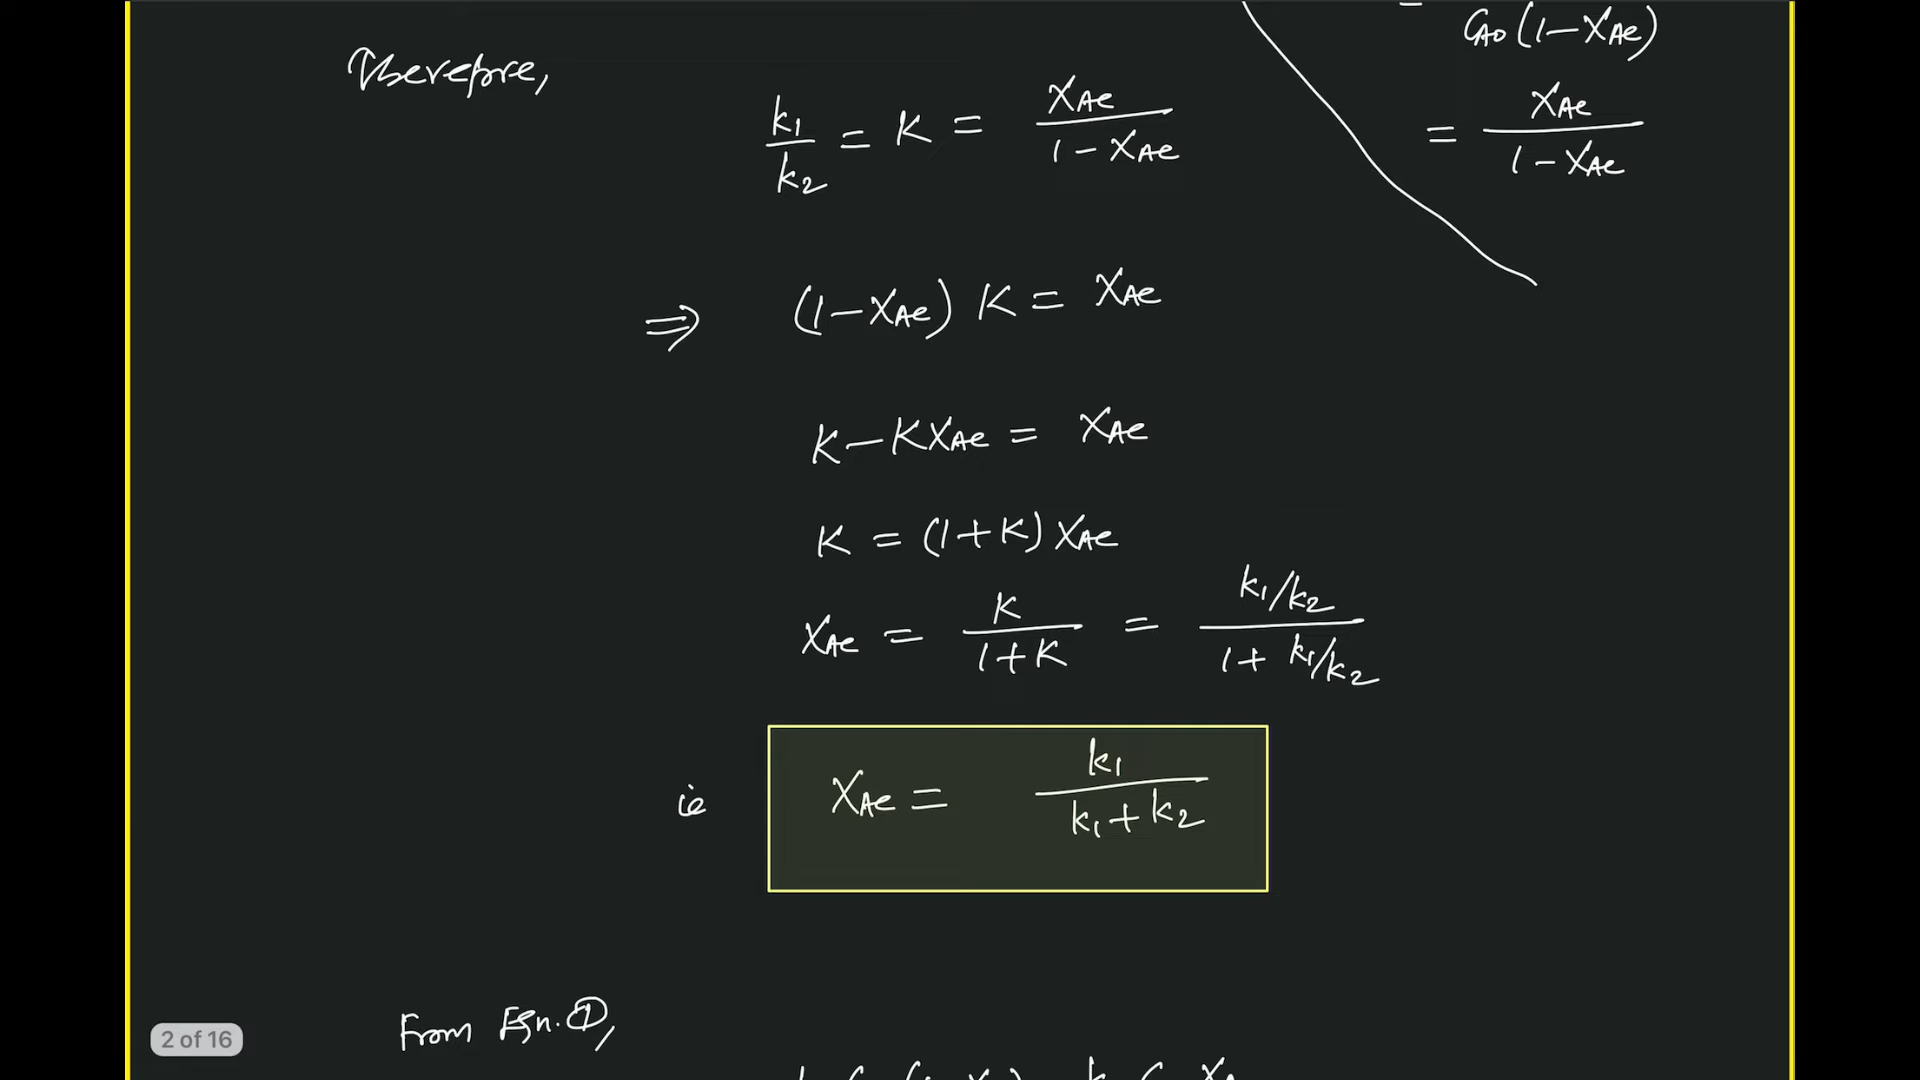 Therefore,
k1/k2 = K = XAe/(1 - XAe)
= CA0(1-XAe)
= XAe/(1 - XAe)
⇒ (1-XAe) K = XAe
K - KXAe = XAe
K = (1+K) XAe
XAe = K/(1+K) = (k1/k2)/(1 + k1/k2)
ie XAe = k1/(k1 + k2)
From Eqn. ①,
2 of 16